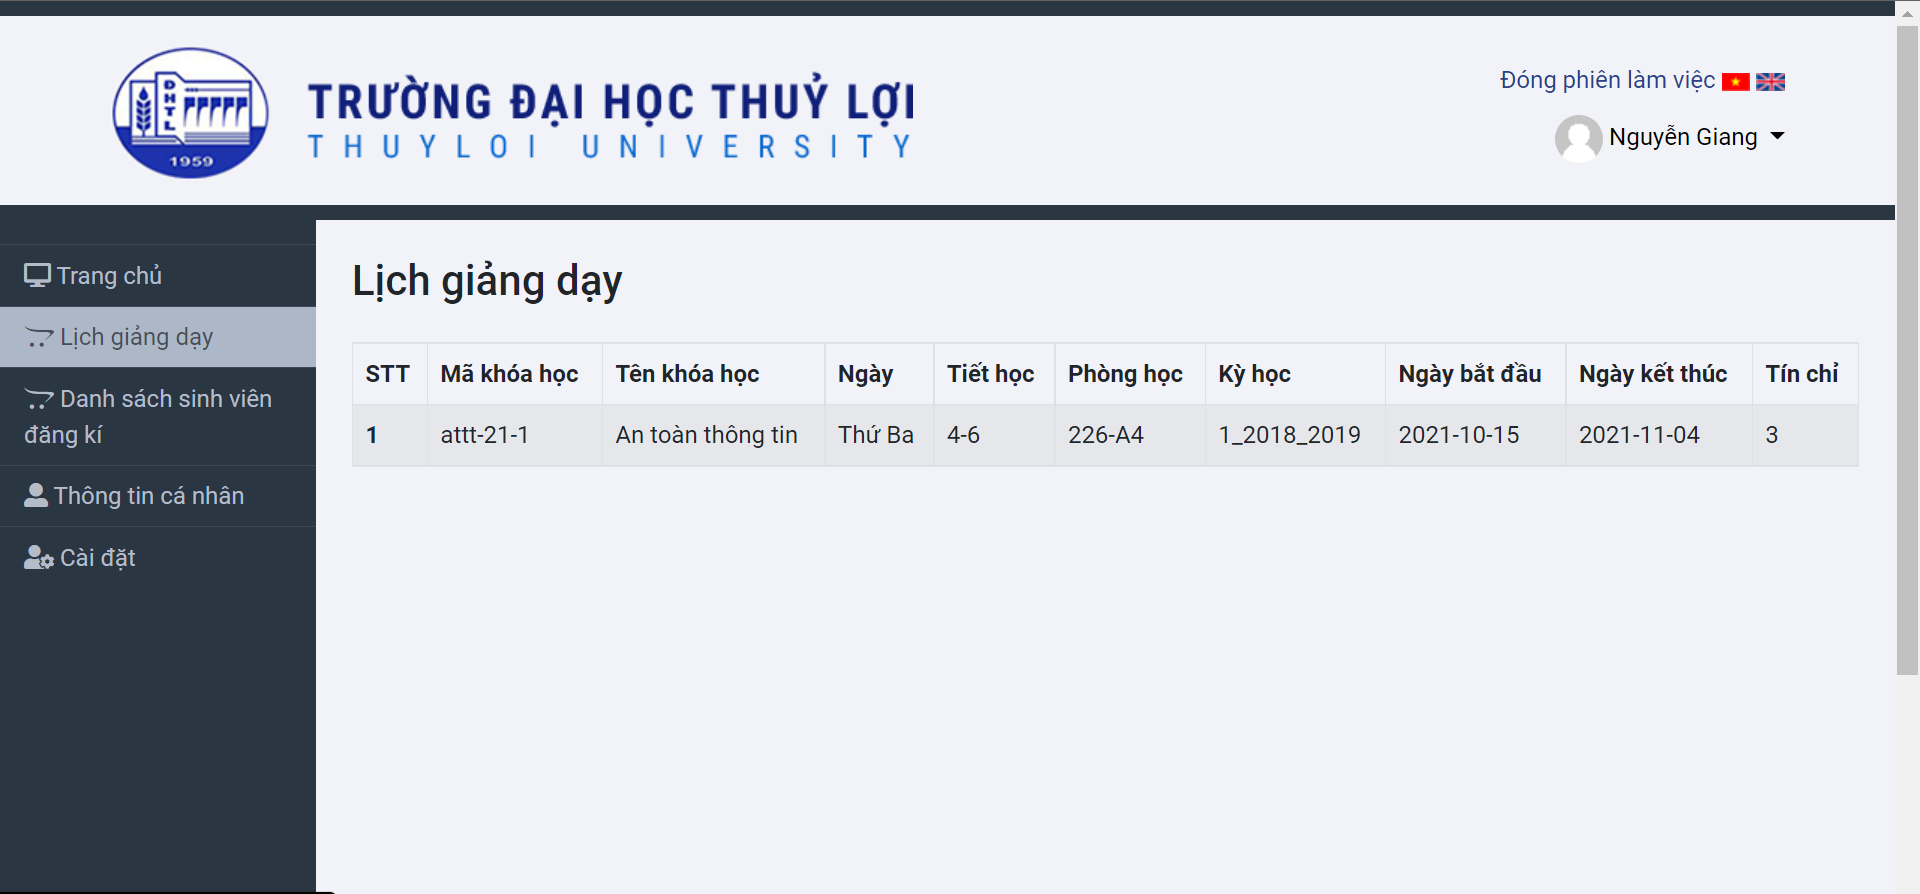 ĐHTL
1959
TRƯỜNG ĐẠI HỌC THUỶ LỢI
THUYLOI UNIVERSITY
Đóng phiên làm việc
Nguyễn Giang
Trang chủ
Lịch giảng dạy
Danh sách sinh viên
đăng kí
Thông tin cá nhân
Cài đặt
Lịch giảng dạy
STT Mã khóa học Tên khóa học Ngày Tiết học Phòng học Kỳ học Ngày bắt đầu Ngày kết thúc Tín chỉ
1 attt-21-1 An toàn thông tin Thứ Ba 4-6 226-A4 1_2018_2019 2021-10-15 2021-11-04 3